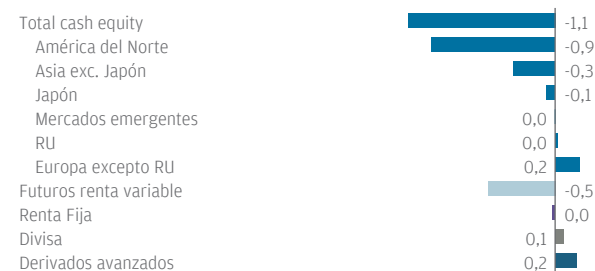 Total cash equity -1,1
América del Norte -0,9
Asia exc. Japón -0,3
Japón -0,1
Mercados emergentes 0,0
RU 0,0
Europa excepto RU 0,2
Futuros renta variable -0,5
Renta Fija 0,0
Divisa 0,1
Derivados avanzados 0,2